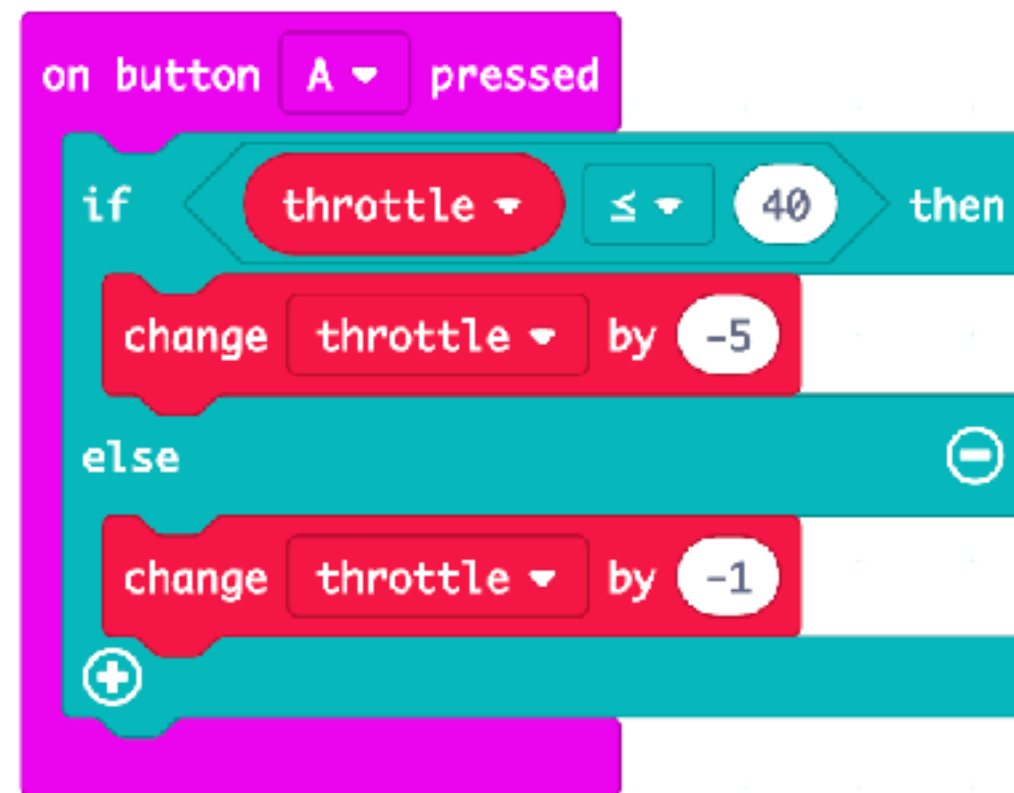 on button A pressed
if throttle ≤ 40 then
change throttle by -5
else
change throttle by -1